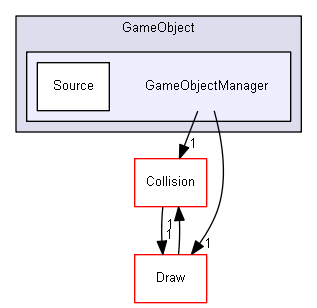 GameObject
Source
GameObjectManager
1
Collision
1
1
1
Draw